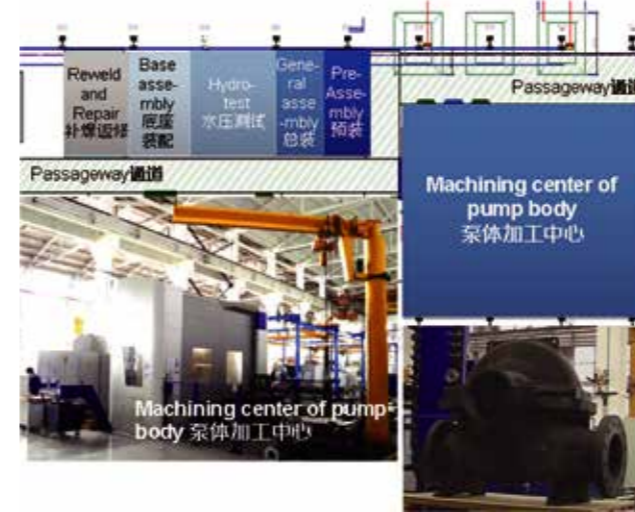 Reweld
and
Repair
补焊返修
Base
asse-
mbly
底座
装配
Hydro-
test
水压测试
Gene-
ral
asse
-mbly
总装
Pre-
Asse-
mbly
预装
Passageway通道
Passageway通道
Machining center of
pump body
泵体加工中心
Machining center of pump
body 泵体加工中心